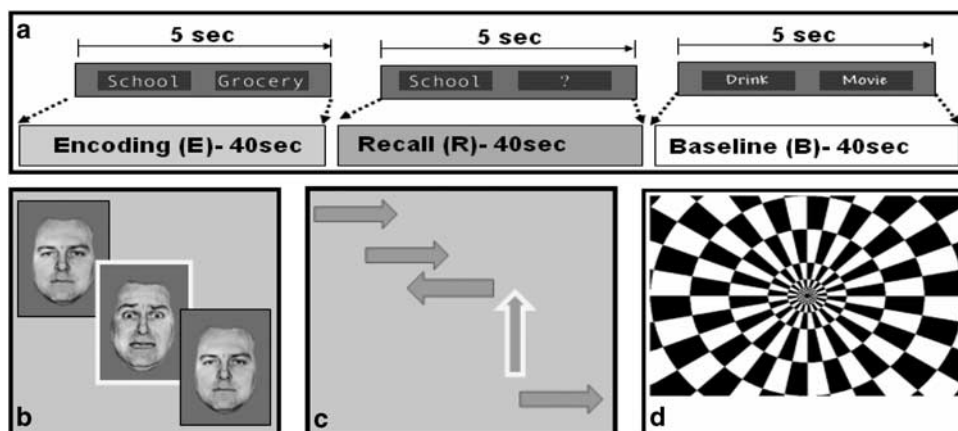 a
5 sec 5 sec 5 sec
School Grocery School ? Drink Movie
Encoding (E)- 40sec Recall (R)- 40sec Baseline (B)- 40sec
b c d